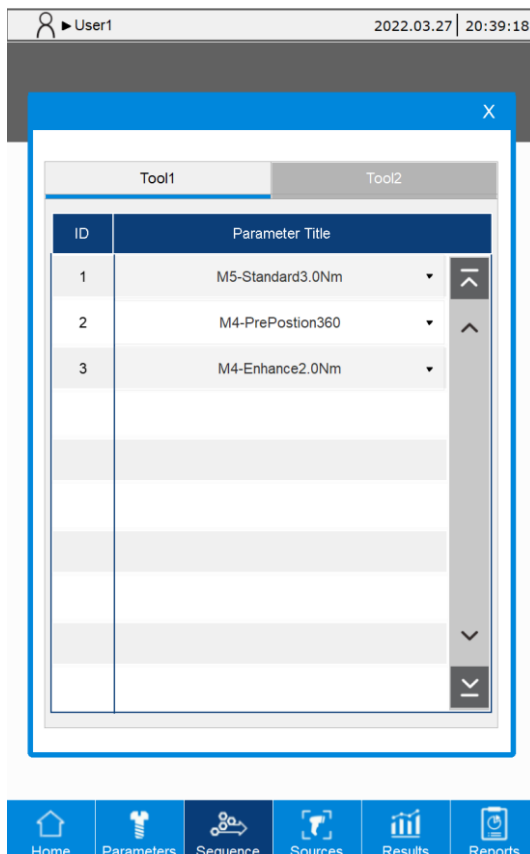 ►User1 2022.03.27 20:39:18
X
Tool1 Tool2
ID Parameter Title
1 M5-Standard3.0Nm
2 M4-PrePostion360
3 M4-Enhance2.0Nm
Home Parameters Sequence Sources Results Reports